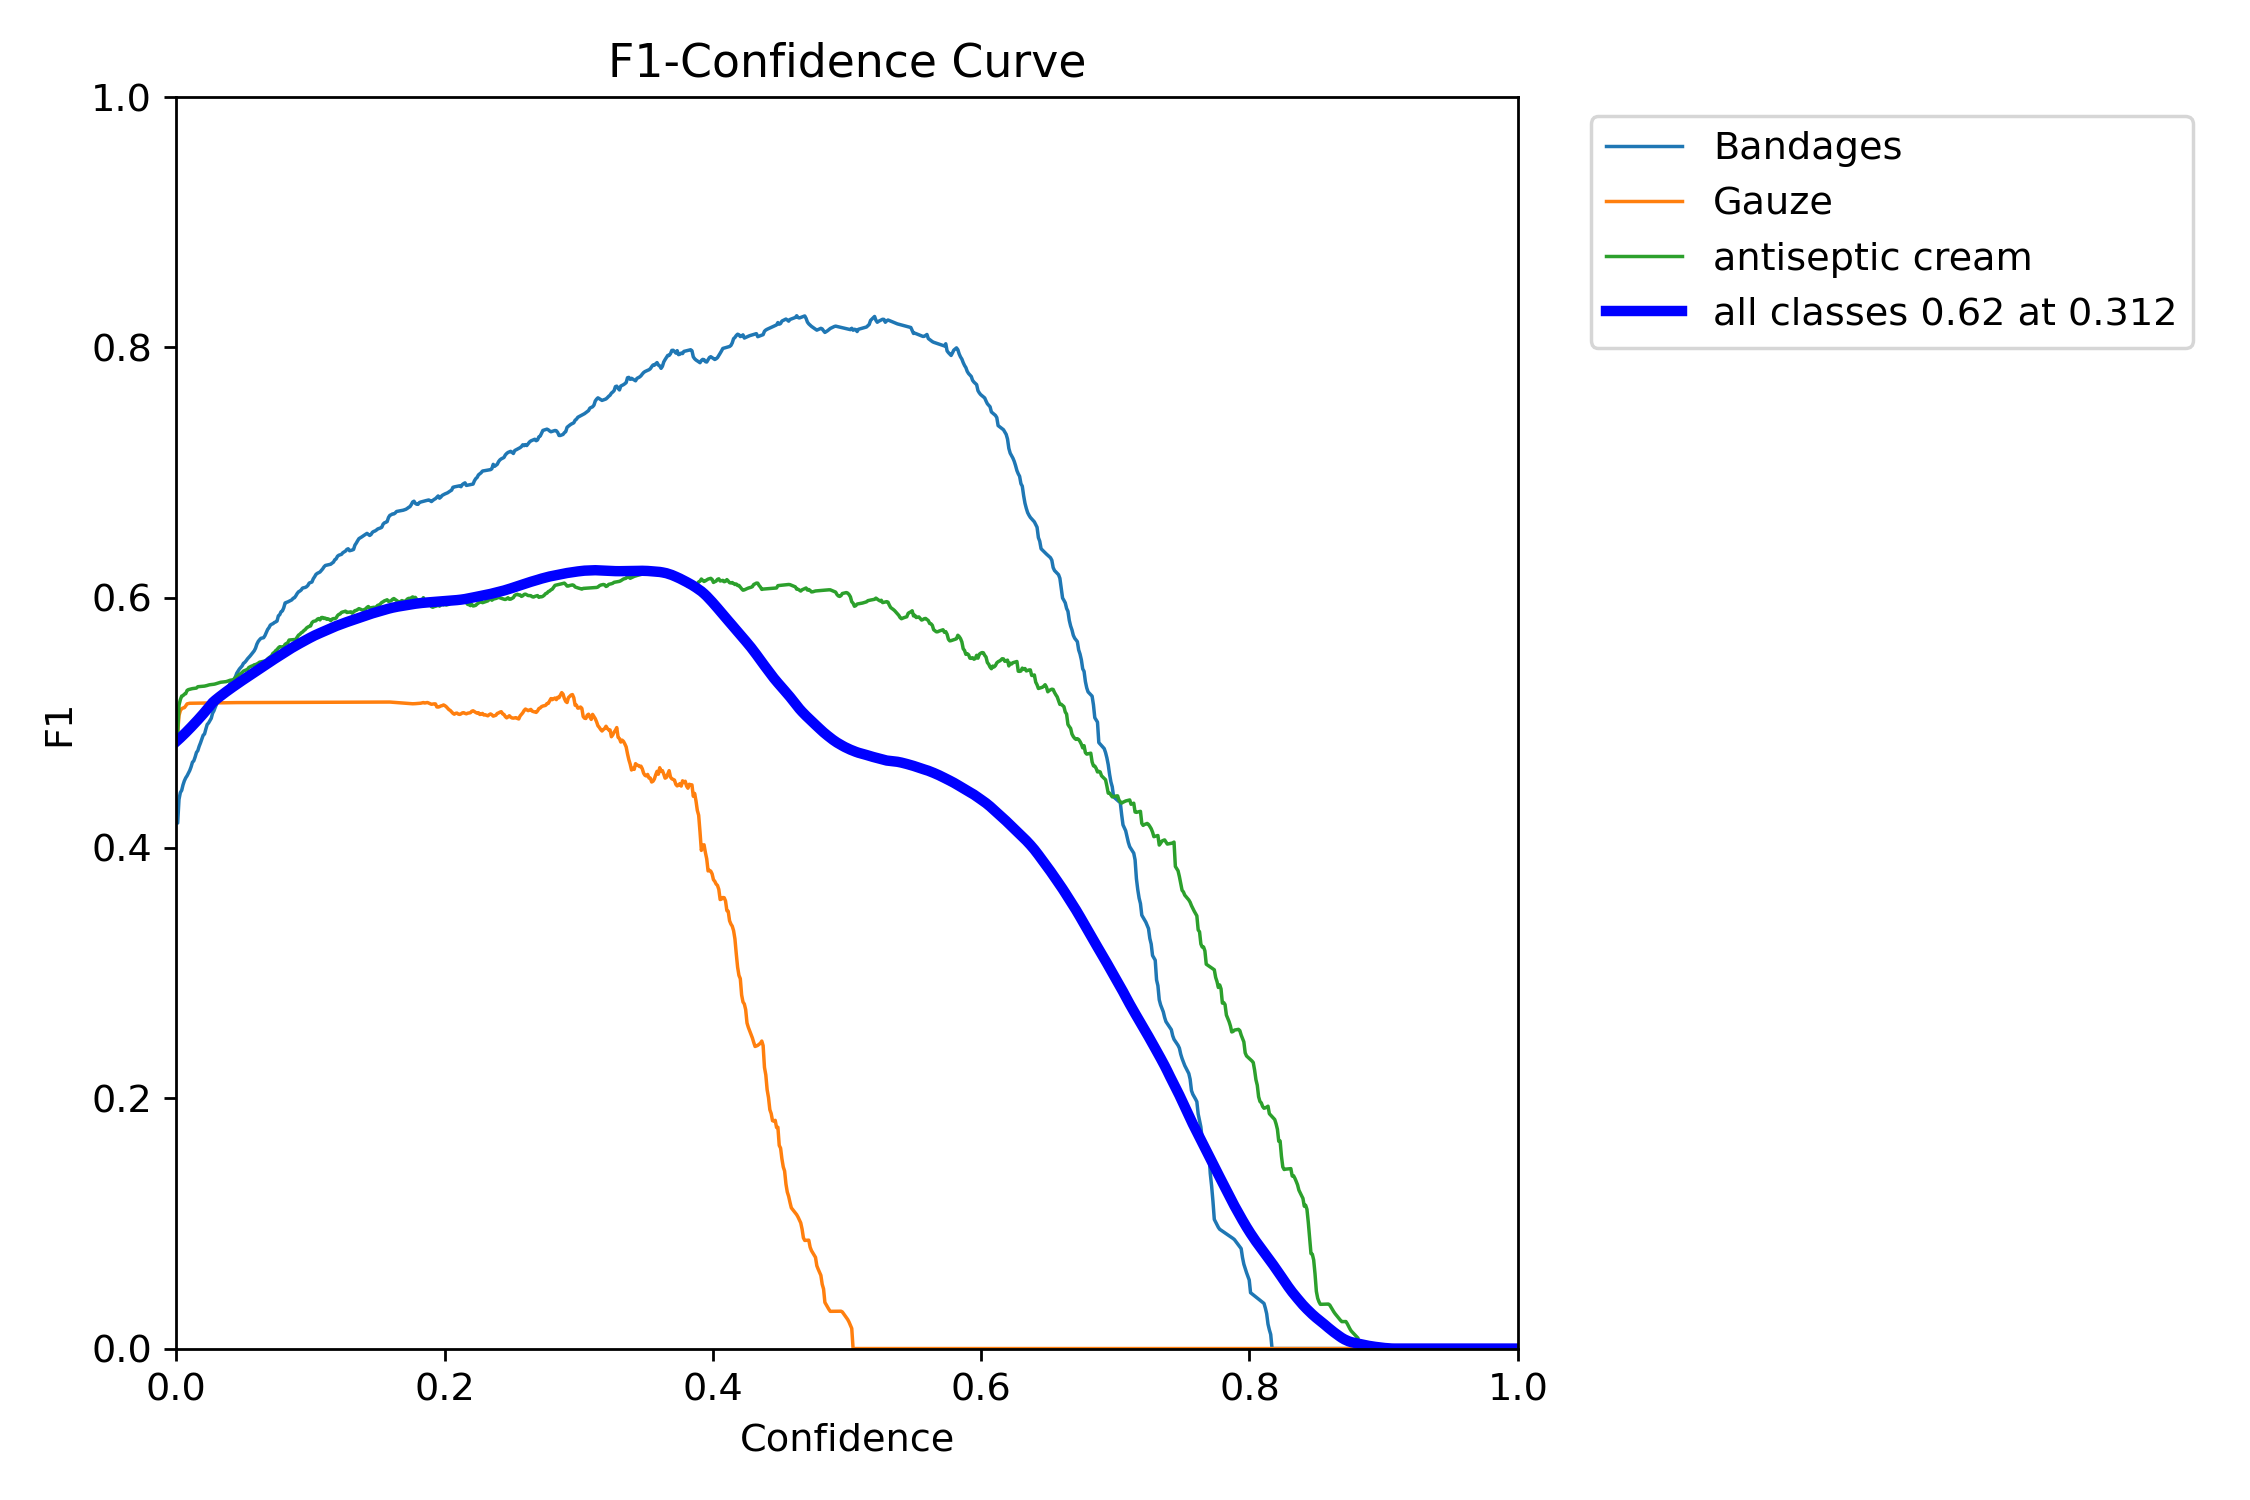 F1-Confidence Curve
1.0
0.8
0.6
0.4
0.2
0.0
F1
0.0 0.2 0.4 0.6 0.8 1.0
Confidence
Bandages
Gauze
antiseptic cream
all classes 0.62 at 0.312